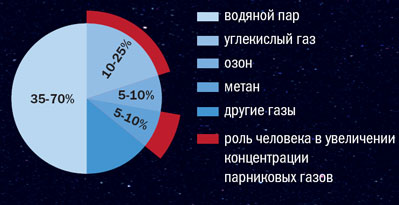 35-70%
10-25%
5-10%
5-10%
водяной пар
углекислый газ
озон
метан
другие газы
роль человека в увеличении
концентрации
парниковых газов